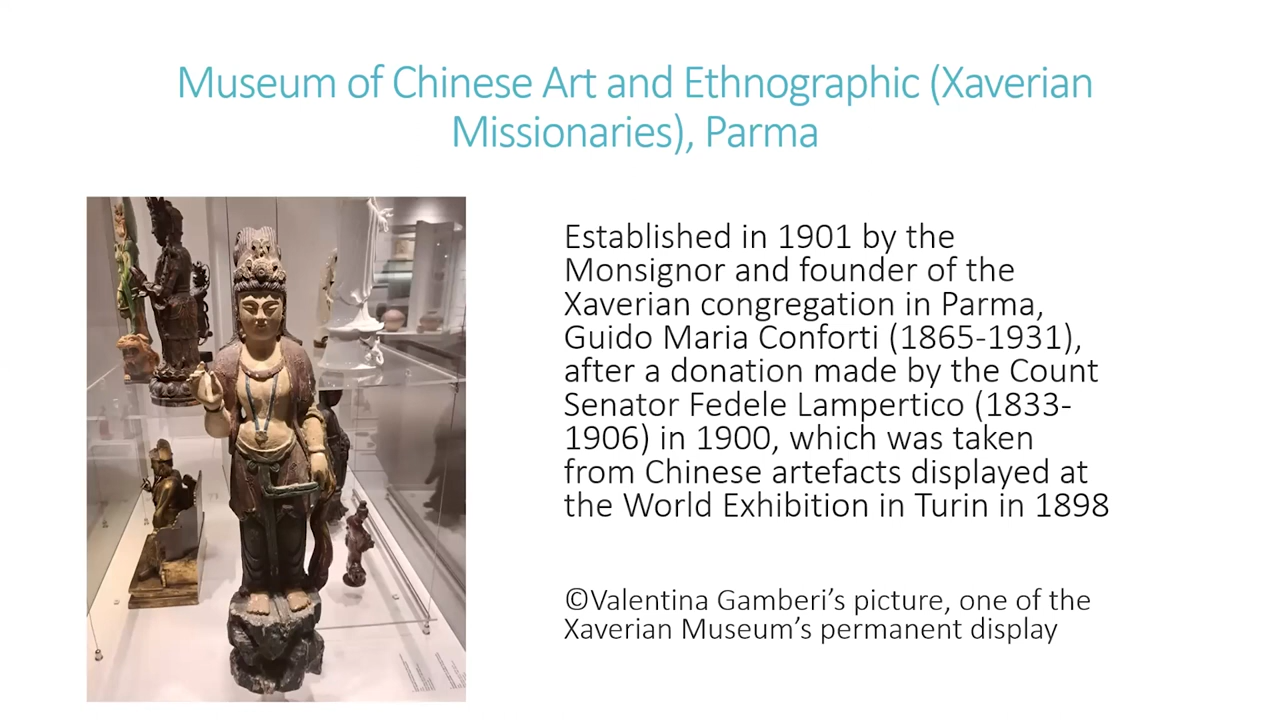 Museum of Chinese Art and Ethnographic (Xaverian
Missionaries), Parma
Established in 1901 by the
Monsignor and founder of the
Xaverian congregation in Parma,
Guido Maria Conforti (1865-1931),
after a donation made by the Count
Senator Fedele Lampertico (1833-
1906) in 1900, which was taken
from Chinese artefacts displayed at
the World Exhibition in Turin in 1898
©Valentina Gamberi’s picture, one of the
Xaverian Museum’s permanent display